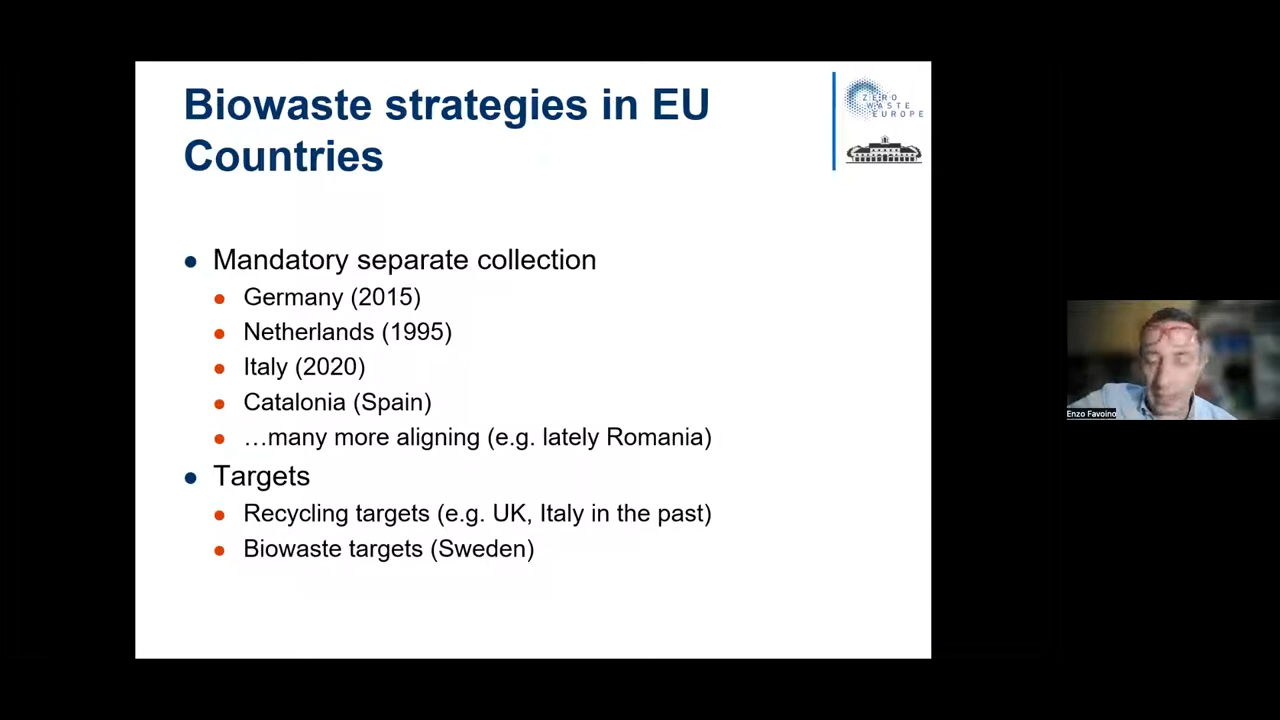 Biowaste strategies in EU
Countries
ZERO
WASTE
EUROPE
● Mandatory separate collection
● Germany (2015)
● Netherlands (1995)
● Italy (2020)
● Catalonia (Spain)
● …many more aligning (e.g. lately Romania)
● Targets
● Recycling targets (e.g. UK, Italy in the past)
● Biowaste targets (Sweden)
Enzo Favoino